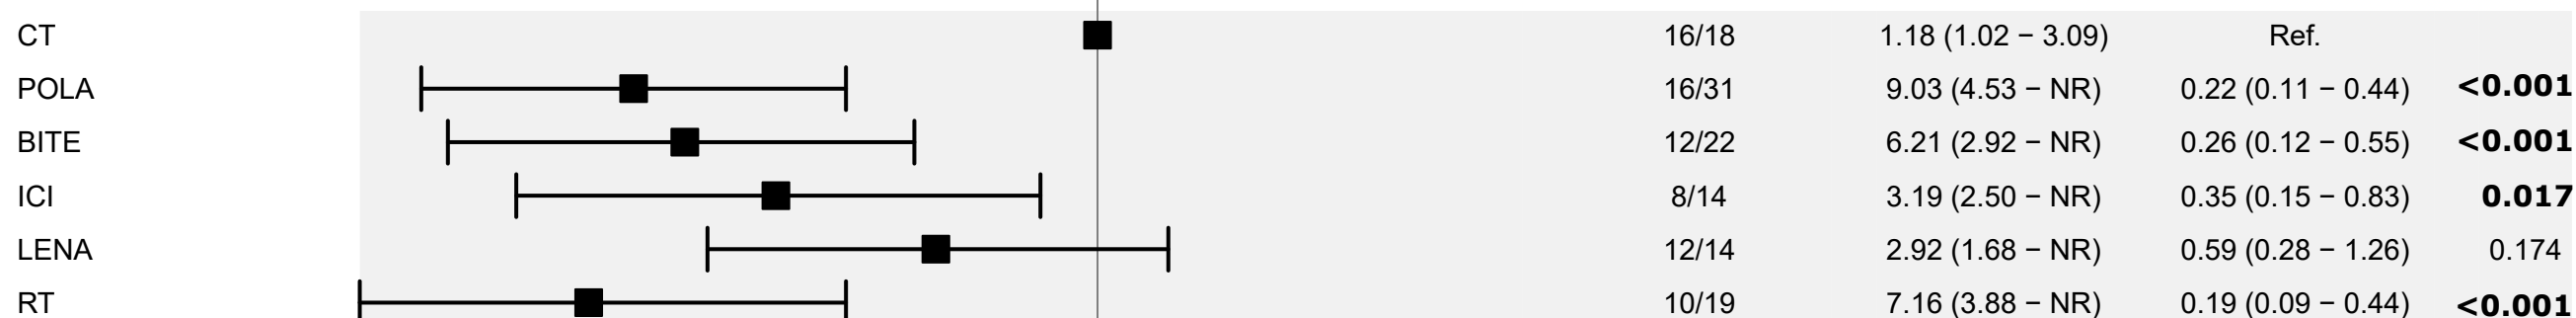 CT 16/18 1.18 (1.02 − 3.09) Ref.
POLA 16/31 9.03 (4.53 − NR) 0.22 (0.11 − 0.44) <0.001
BITE 12/22 6.21 (2.92 − NR) 0.26 (0.12 − 0.55) <0.001
ICI 8/14 3.19 (2.50 − NR) 0.35 (0.15 − 0.83) 0.017
LENA 12/14 2.92 (1.68 − NR) 0.59 (0.28 − 1.26) 0.174
RT 10/19 7.16 (3.88 − NR) 0.19 (0.09 − 0.44) <0.001